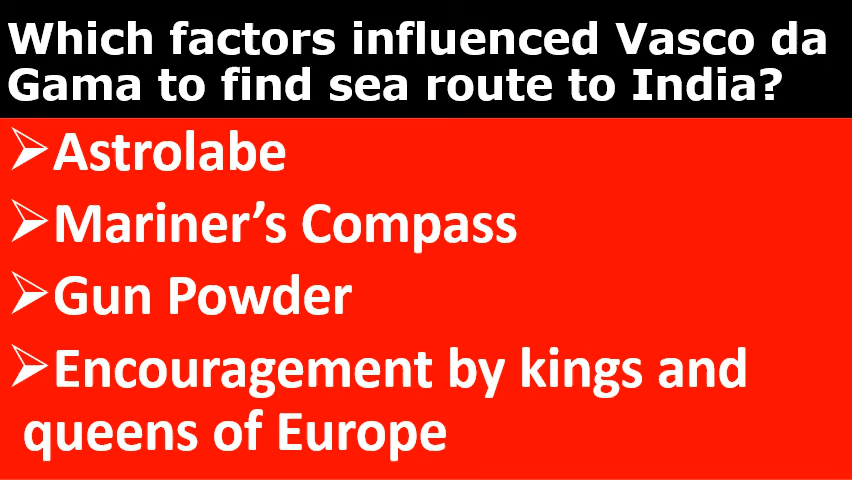 Which factors influenced Vasco da
Gama to find sea route to India?
➢Astrolabe
➢Mariner’s Compass
➢Gun Powder
➢Encouragement by kings and
queens of Europe